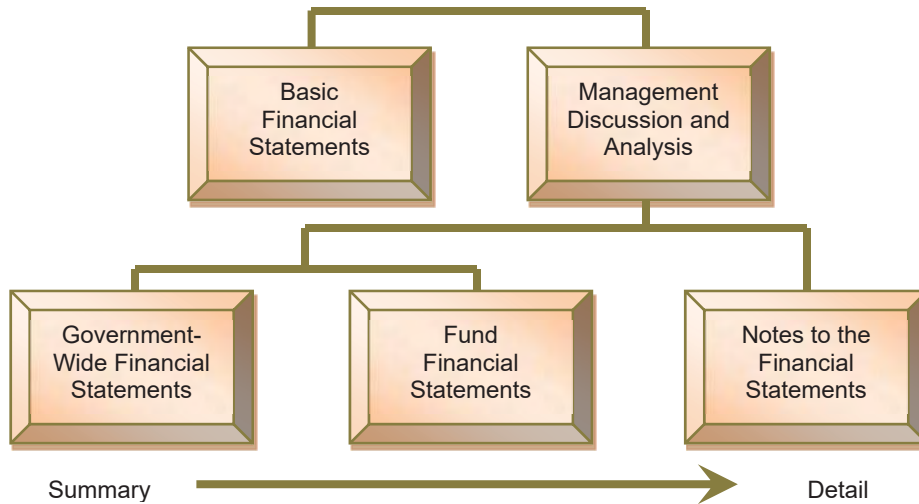 Basic
Financial
Statements
Management
Discussion and
Analysis
Government-
Wide Financial
Statements
Fund
Financial
Statements
Notes to the
Financial
Statements
Summary
Detail